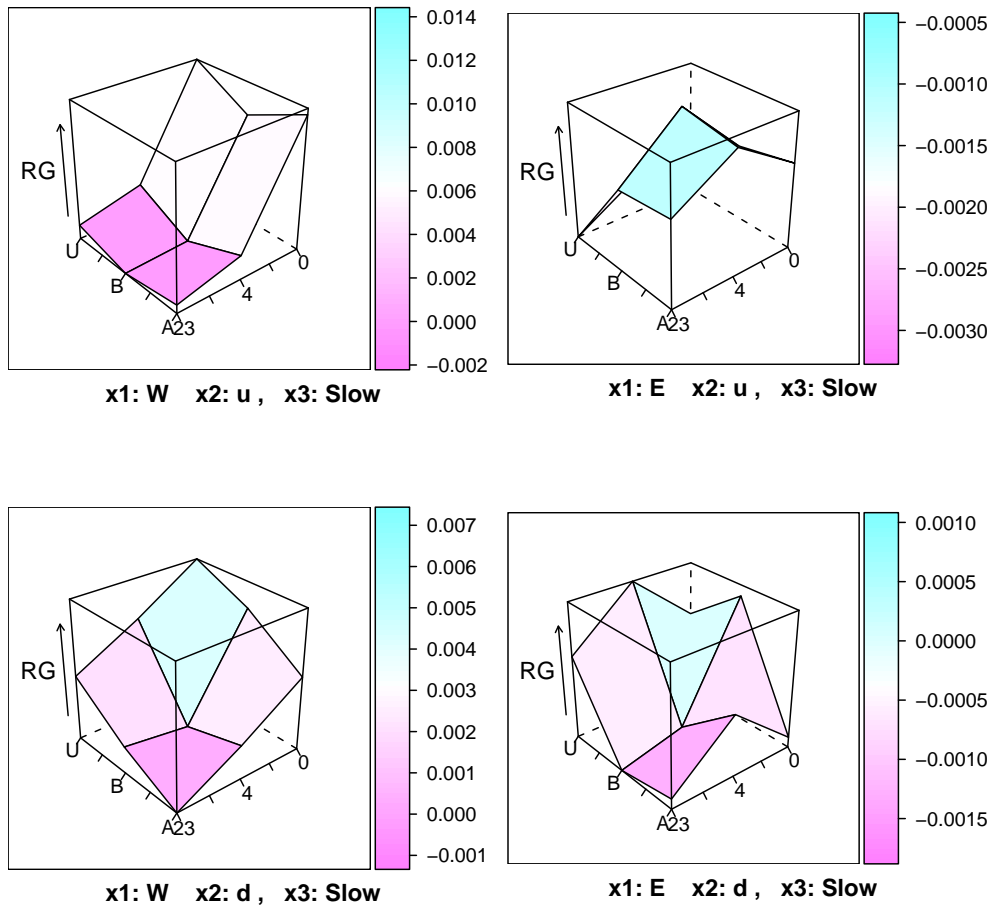 0.014
0.012
0.010
0.008
0.006
0.004
0.002
0.000
−0.002
RG
U
B
A23
4
0
x1: W x2: u , x3: Slow
−0.0005
−0.0010
−0.0015
−0.0020
−0.0025
−0.0030
RG
U
B
A23
4
0
x1: E x2: u , x3: Slow
0.007
0.006
0.005
0.004
0.003
0.002
0.001
0.000
−0.001
RG
U
B
A23
4
0
x1: W x2: d , x3: Slow
0.0010
0.0005
0.0000
−0.0005
−0.0010
−0.0015
RG
U
B
A23
4
0
x1: E x2: d , x3: Slow